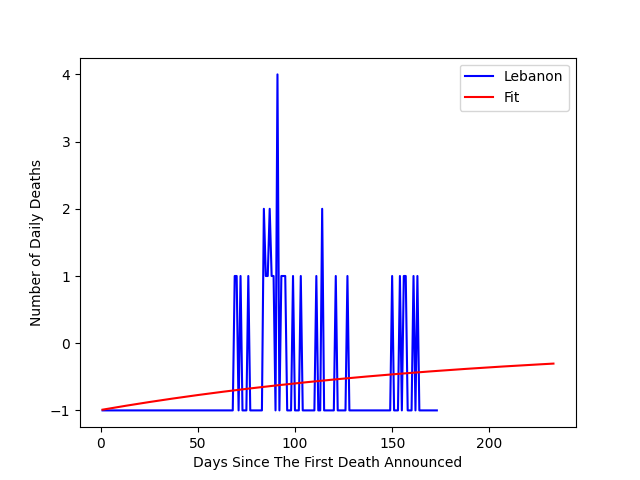 Lebanon
Fit
4
3
2
1
0
−1
Number of Daily Deaths
0
50
100
150
200
Days Since The First Death Announced